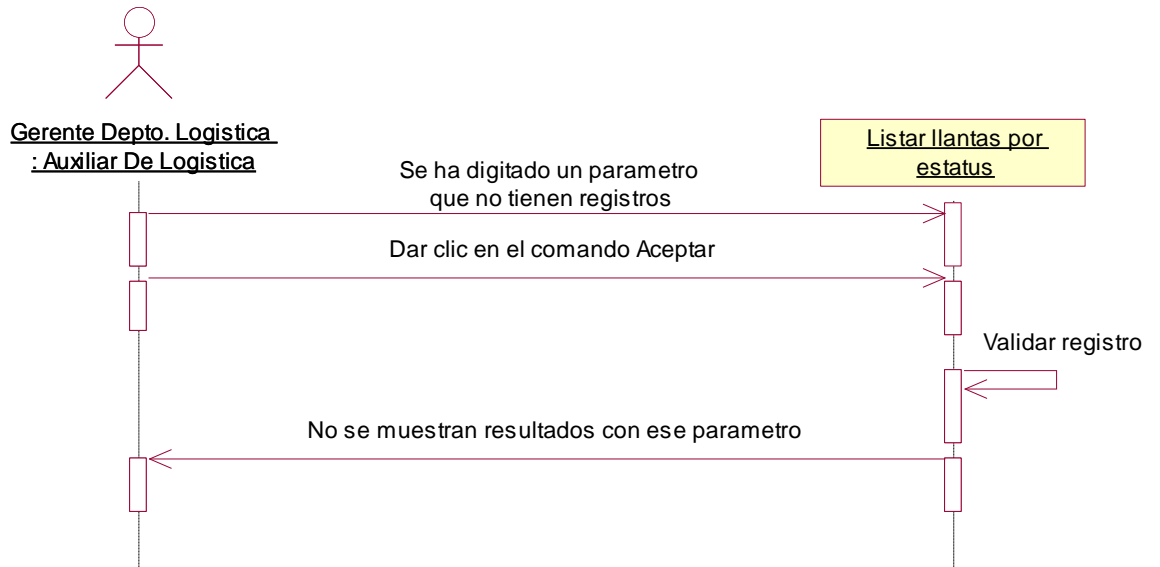 Gerente Depto. Logistica
: Auxiliar De Logistica
Listar llantas por
estatus
Se ha digitado un parametro
que no tienen registros
Dar clic en el comando Aceptar
Validar registro
No se muestran resultados con ese parametro